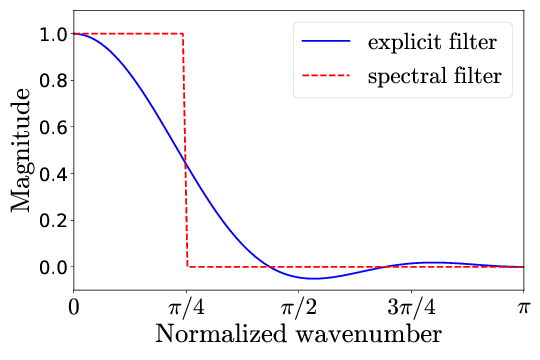 explicit filter
spectral filter
Magnitude
1.0
0.8
0.6
0.4
0.2
0.0
0 π/4 π/2 3π/4 π
Normalized wavenumber